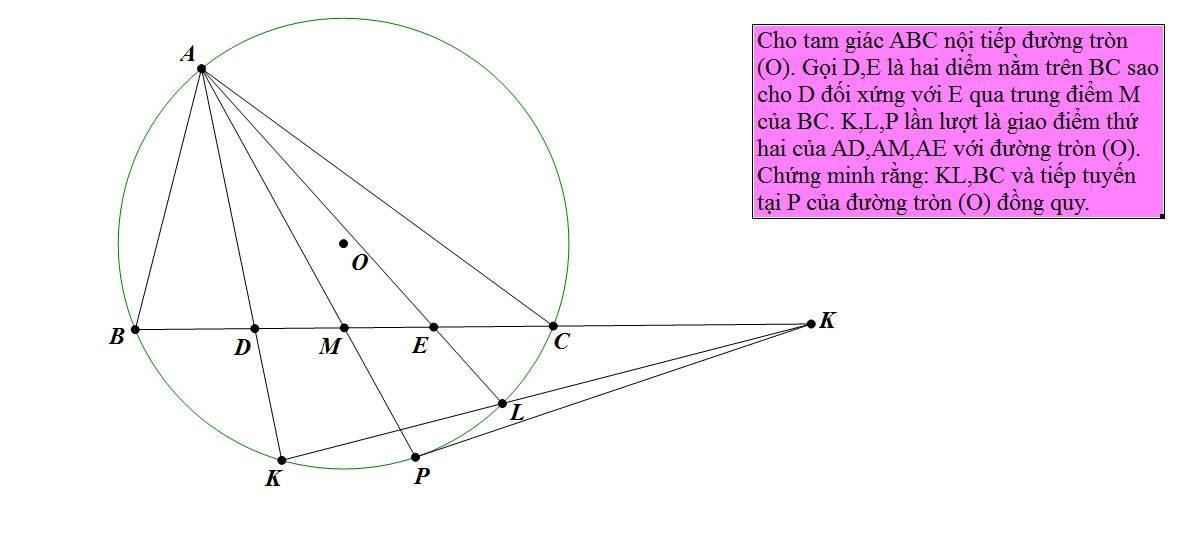 A
O
B
D
M
E
C
K
L
K
P
Cho tam giác ABC nội tiếp đường tròn
(O). Gọi D,E là hai diểm nằm trên BC sao
cho D đối xứng với E qua trung điểm M
của BC. K,L,P lần lượt là giao điểm thứ
hai của AD,AM,AE với đường tròn (O).
Chứng minh rằng: KL,BC và tiếp tuyến
tại P của đường tròn (O) đồng quy.